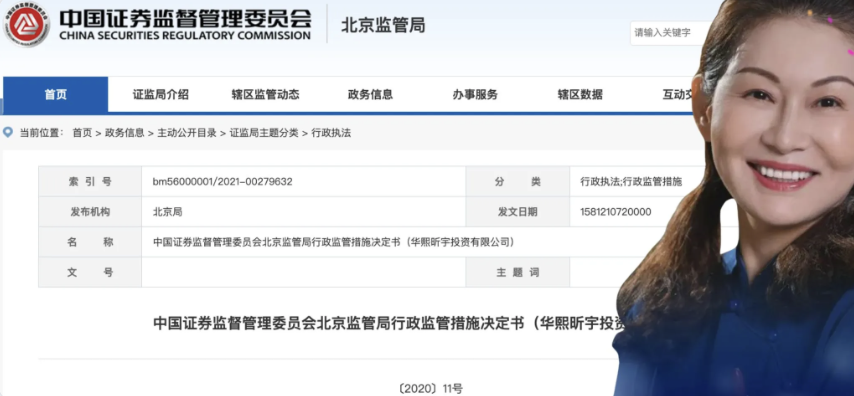 中国证券监督管理委员会
CHINA SECURITIES REGULATORY COMMISSION
北京监管局
请输入关键字
首页 证监局介绍 辖区监管动态 政务信息 办事服务 辖区数据 互动交
当前位置: 首页 > 政务信息 > 主动公开目录 > 证监局主题分类 > 行政执法
索 引 号 bm56000001/2021-00279632 分 类 行政执法;行政监管措施
发布机构 北京局 发文日期 1581210720000
名 称 中国证券监督管理委员会北京监管局行政监管措施决定书（华熙昕宇投资有限公司）
文 号 主 题 词
中国证券监督管理委员会北京监管局行政监管措施决定书（华熙昕宇投资
〔2020〕11号